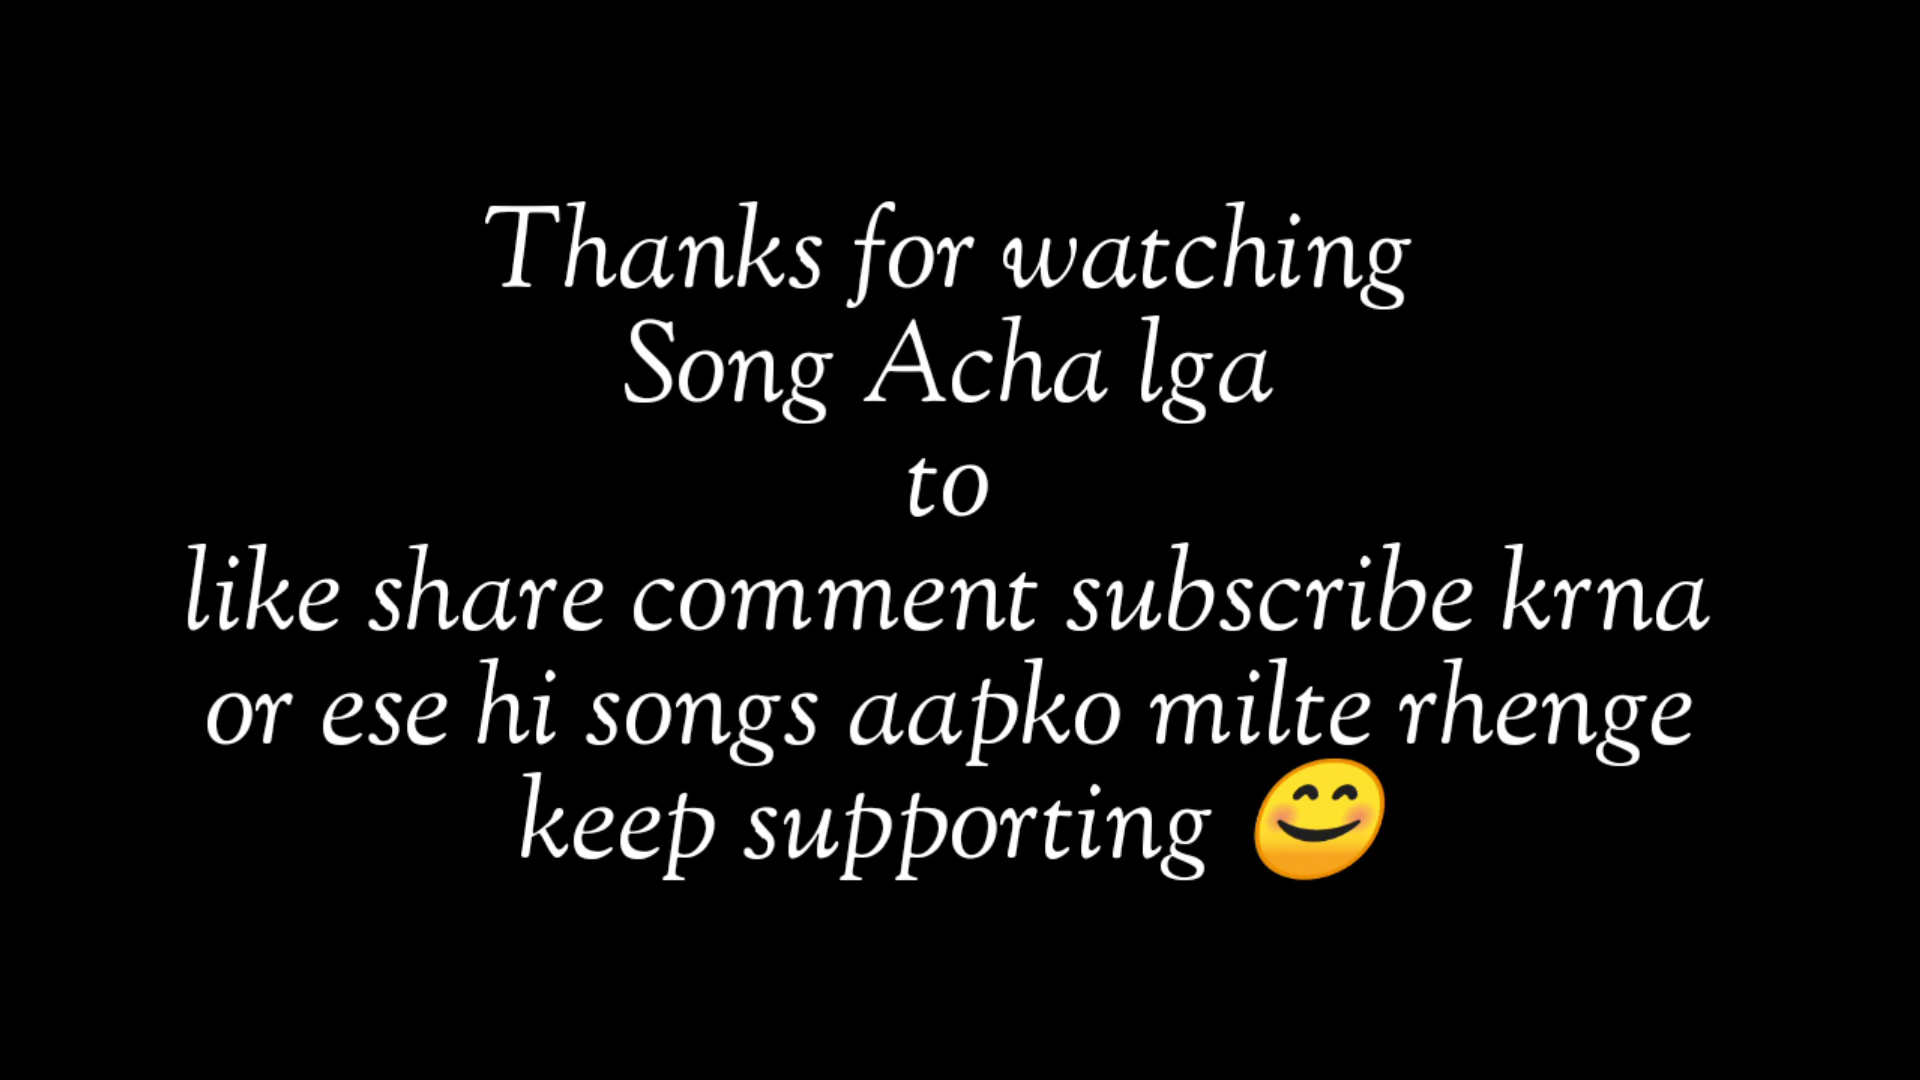 Thanks for watching
Song Acha lga
to
like share comment subscribe krna
or ese hi songs aapko milte rhenge
keep supporting 😊